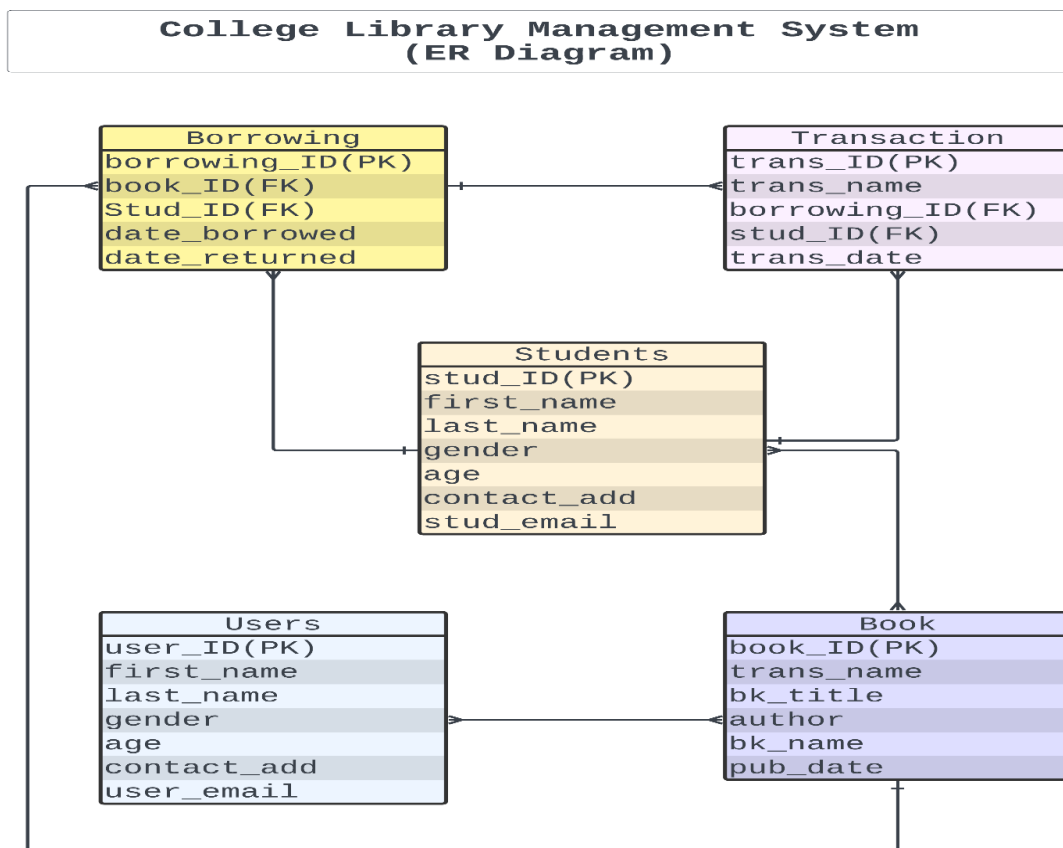 College Library Management System
(ER Diagram)
Borrowing
borrowing_ID(PK)
book_ID(FK)
Stud_ID(FK)
date_borrowed
date_returned
Transaction
trans_ID(PK)
trans_name
borrowing_ID(FK)
stud_ID(FK)
trans_date
Students
stud_ID(PK)
first_name
last_name
gender
age
contact_add
stud_email
Users
user_ID(PK)
first_name
last_name
gender
age
contact_add
user_email
Book
book_ID(PK)
trans_name
bk_title
author
bk_name
pub_date